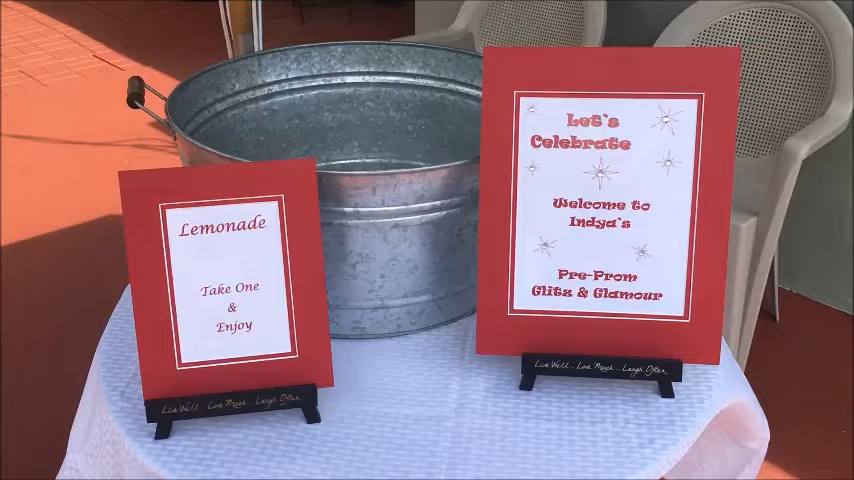 Lemonade
Take One
&
Enjoy
Live Well...Love Much...Laugh Often
Let's
Celebrate
Welcome to
Indya's
Pre-Prom
Glitz & Glamour
Live Well...Love Much...Laugh Often